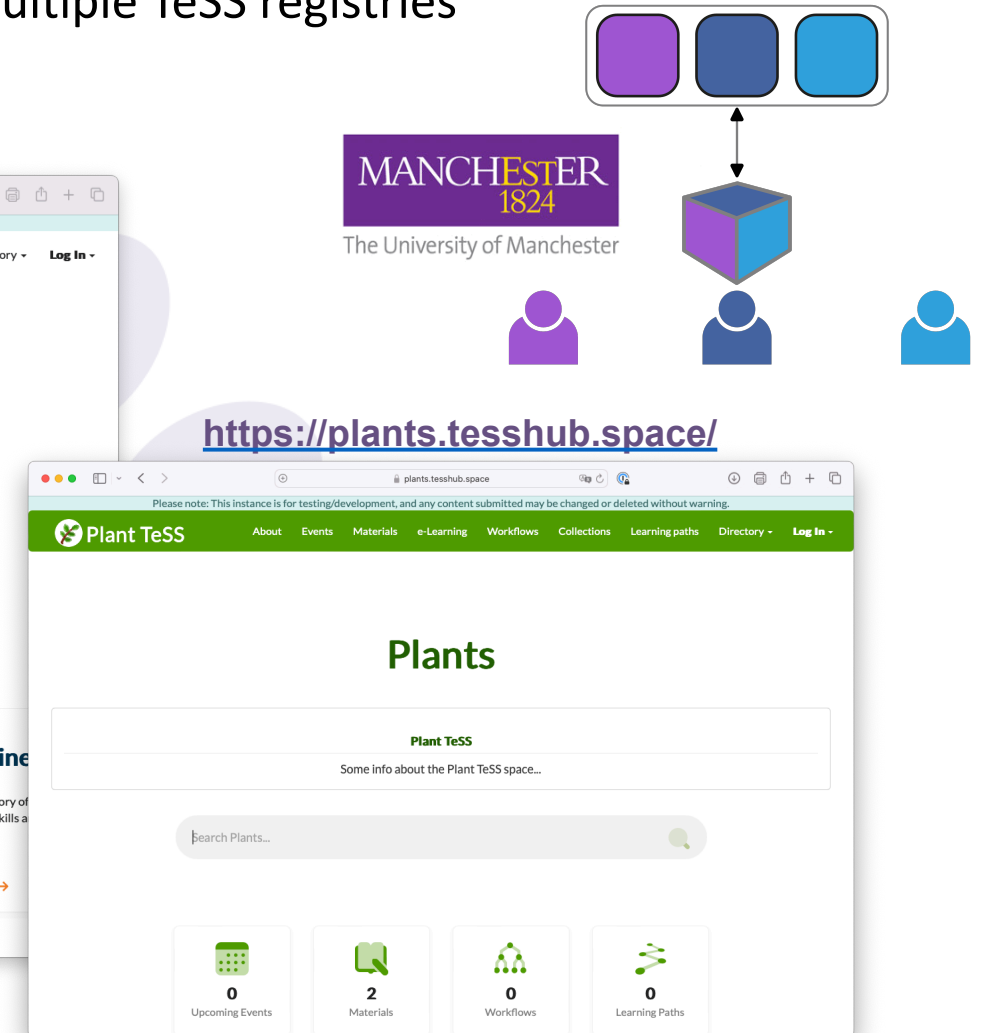 ultiple TeSS registries
MANCHEstER
1824
The University of Manchester
ory
Log In
https://plants.tesshub.space/
plants.tesshub.space
Please note: This instance is for testing/development, and any content submitted may be changed or deleted without warning.
Plant TeSS
About Events Materials e-Learning Workflows Collections Learning paths Directory Log In
Plants
Plant TeSS
Some info about the Plant TeSS space...
ine
ory of
kills a
Search Plants...
0
Upcoming Events
2
Materials
0
Workflows
0
Learning Paths